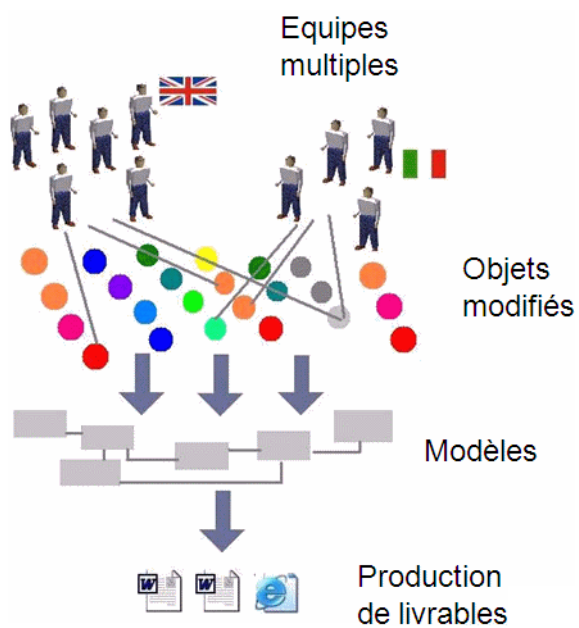 Equipes
multiples
Objets
modifiés
Modèles
W
W
Production
de livrables